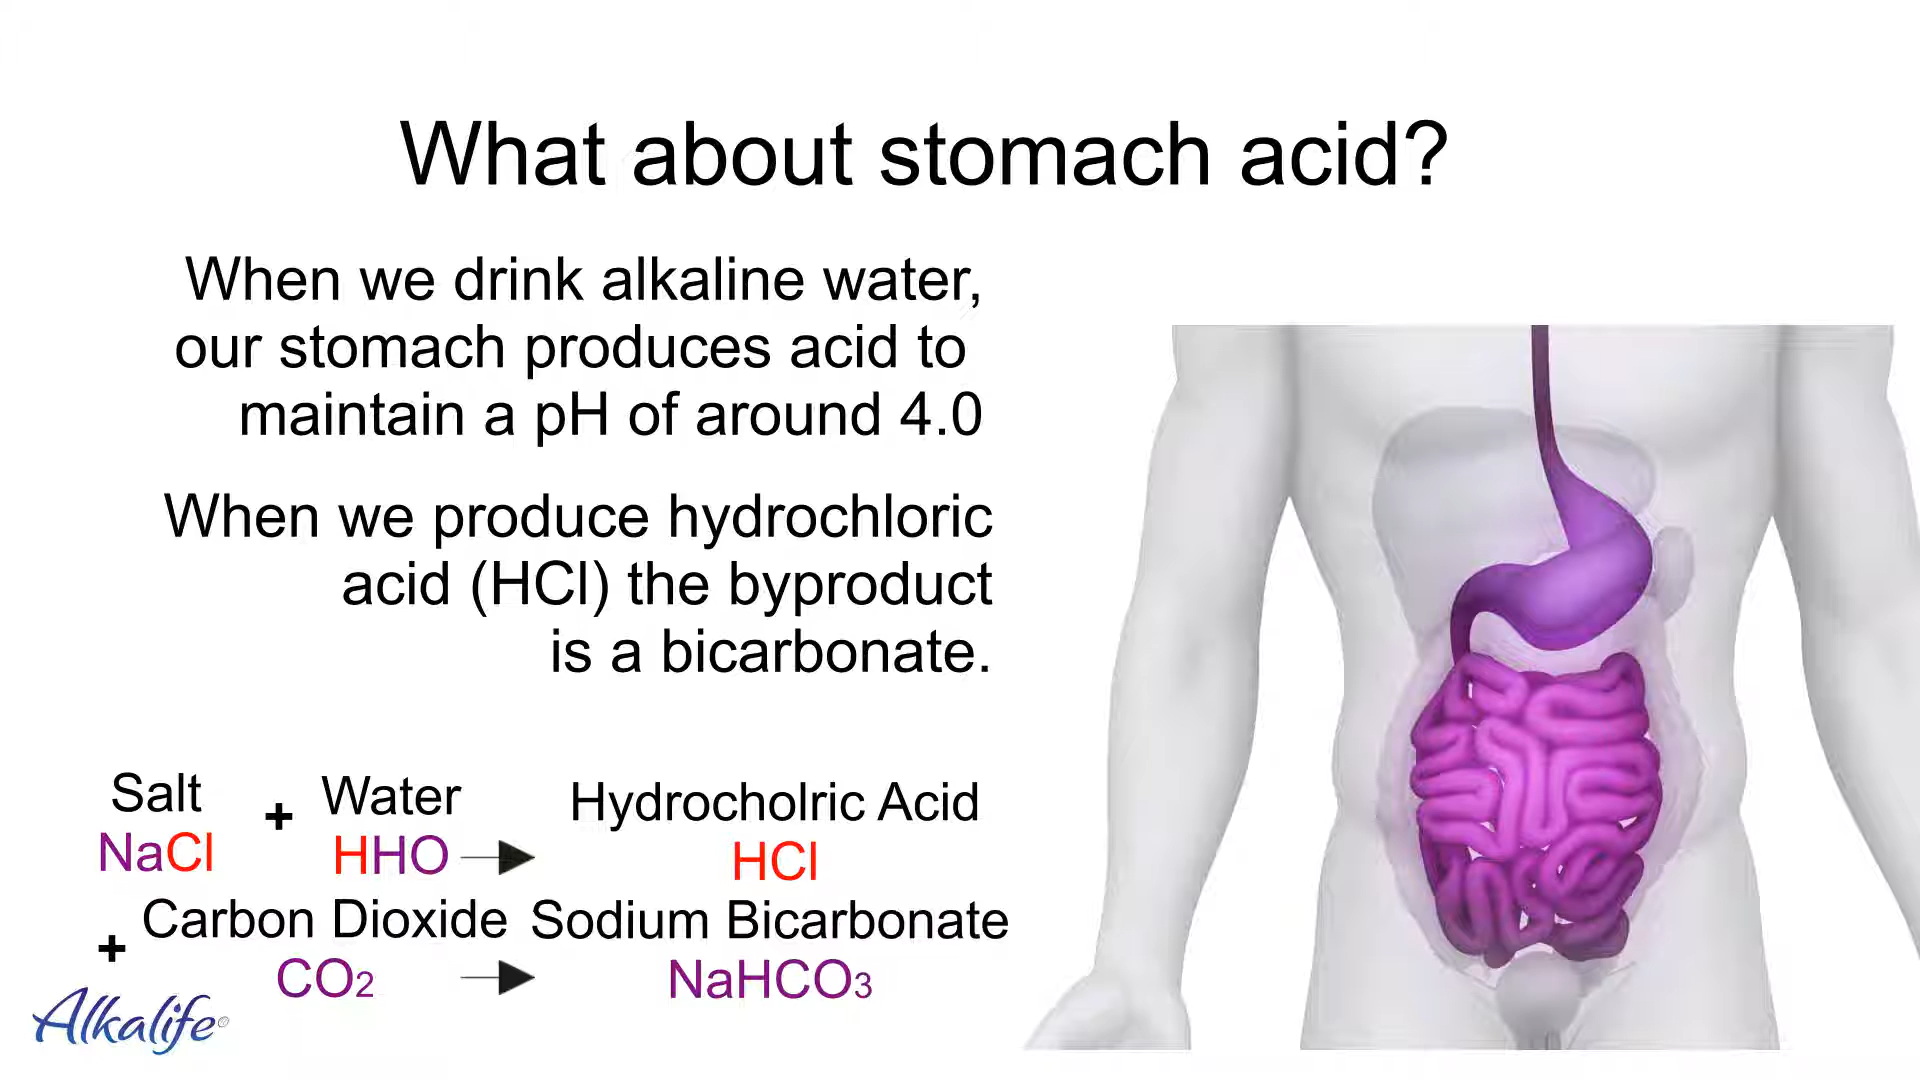 What about stomach acid?
When we drink alkaline water,
our stomach produces acid to
maintain a pH of around 4.0
When we produce hydrochloric
acid (HCl) the byproduct
is a bicarbonate.
Salt + Water Hydrocholric Acid
NaCl HHO → HCl
+ Carbon Dioxide Sodium Bicarbonate
CO2 → NaHCO3
Alkalife